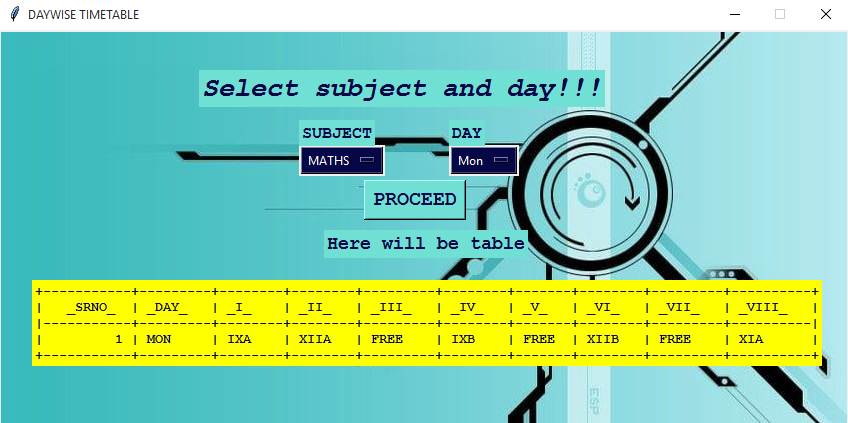 DAYWISE TIMETABLE
Select subject and day!!!
SUBJECT DAY
MATHS Mon
PROCEED
Here will be table
+-----------+---------+--------+---------+-----------+---------+-------+---------+----------+----------+
|   _SRNO_ | _DAY_   | _I_    | _II_    | _III_   | _IV_   | _V_   | _VI_   | _VII_   | _VIII_   |
|-----------+---------+--------+---------+-----------+---------+-------+---------+----------+----------|
|         1 | MON     | IXA    | XIIA    | FREE    | IXB    | FREE  | XIIB   | FREE    | XIA      |
+-----------+---------+--------+---------+-----------+---------+-------+---------+----------+----------+
ESP